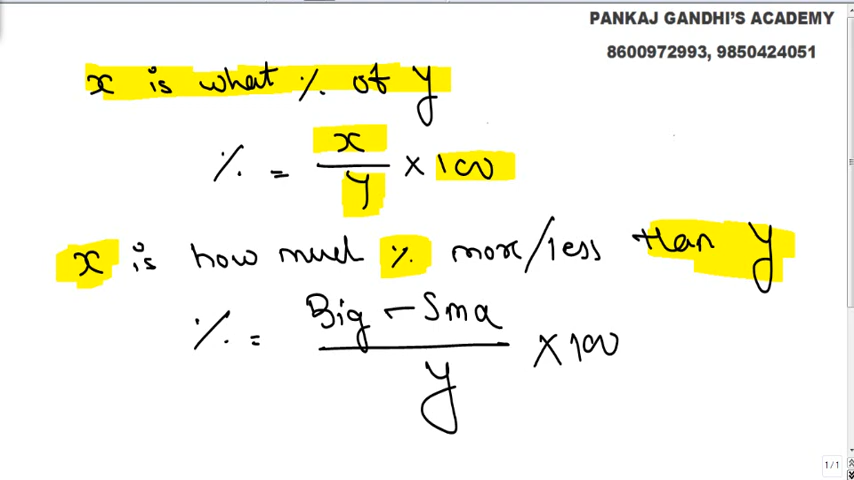 PANKAJ GANDHI'S ACADEMY
8600972993, 9850424051
x is what % of y
% = x/y × 100
x is how much % more/less than y
% = Big - Sma/y × 100
1/1